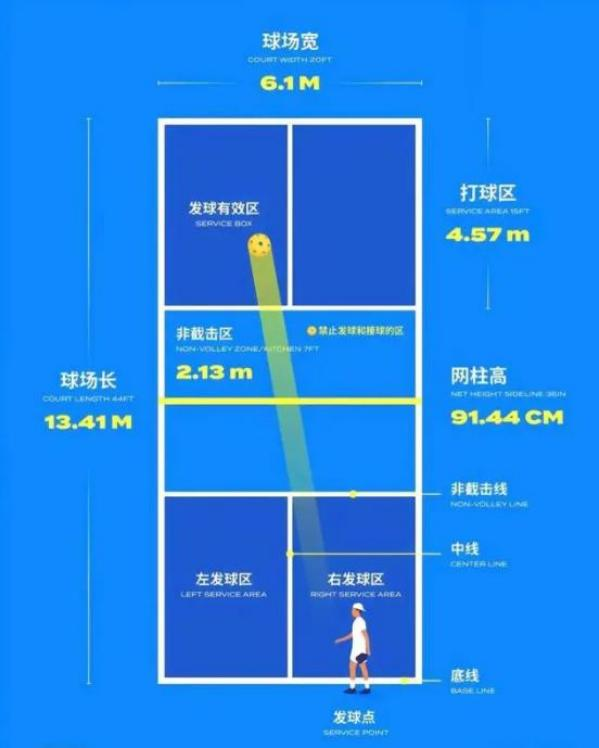 球场宽
COURT WIDTH 20FT
6.1 M
打球区
SERVICE AREA 15FT
4.57 m
发球有效区
SERVICE BOX
非截击区
NON-VOLLEY ZONE/KITCHEN 7FT
2.13 m
禁止发球和接球的区
球场长
COURT LENGTH 44FT
13.41 M
网柱高
NET HEIGHT SIDELINE 36IN
91.44 CM
非截击线
NON-VOLLEY LINE
中线
CENTER LINE
左发球区
LEFT SERVICE AREA
右发球区
RIGHT SERVICE AREA
底线
BASE LINE
发球点
SERVICE POINT